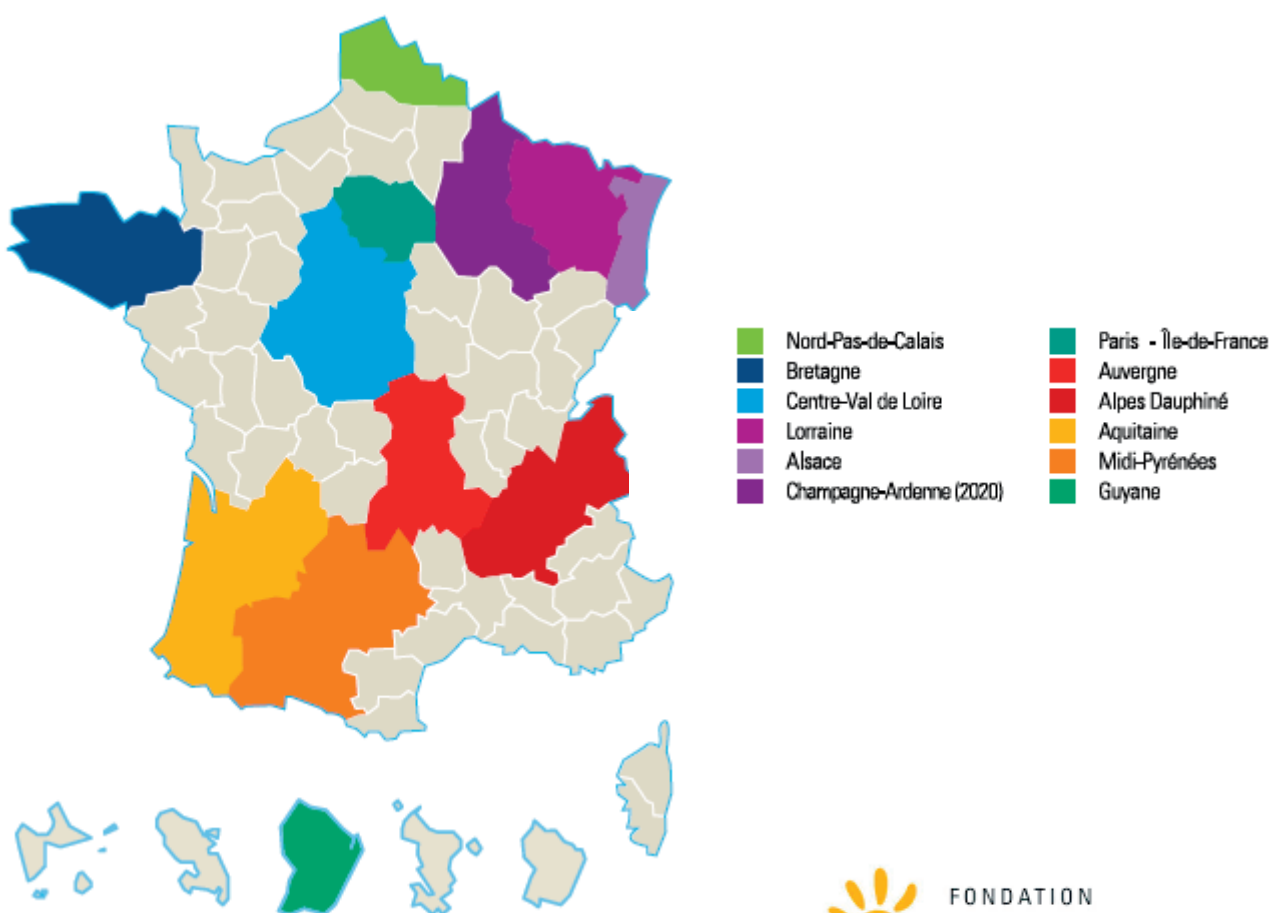 Nord-Pas-de-Calais
Bretagne
Centre-Val de Loire
Lorraine
Alsace
Champagne-Ardenne (2020)
Paris - Île-de-France
Auvergne
Alpes Dauphiné
Aquitaine
Midi-Pyrénées
Guyane
FONDATION